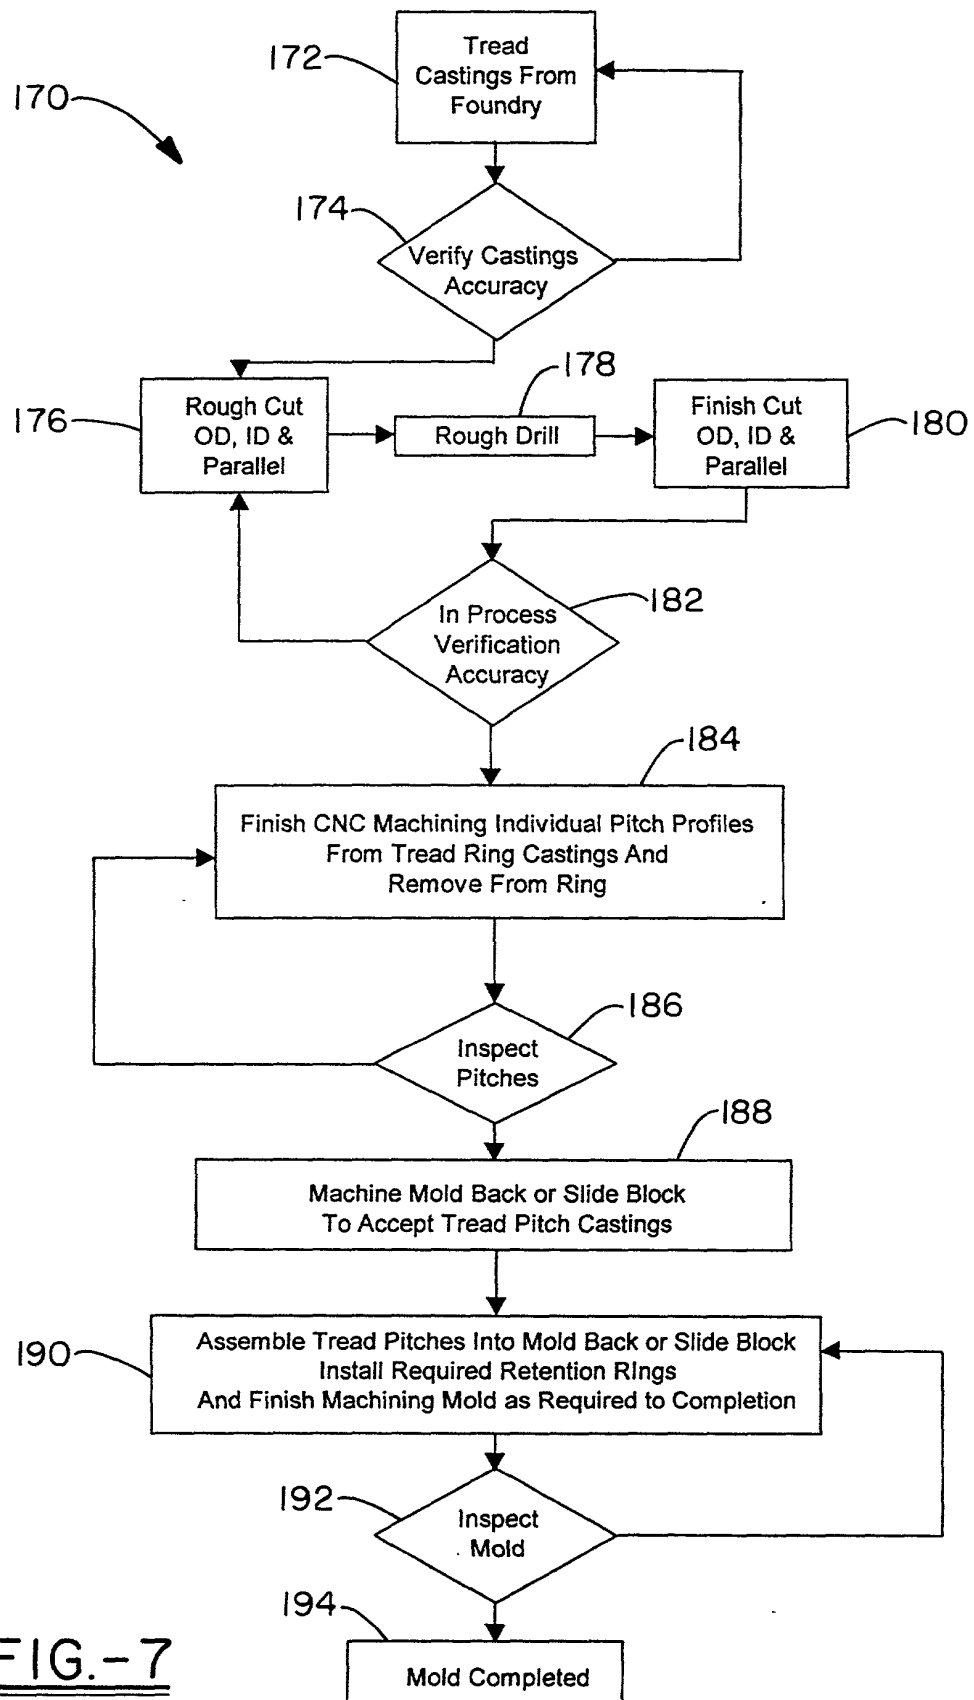 172
Tread
Castings From
Foundry
170
174
Verify Castings
Accuracy
176
Rough Cut
OD, ID &
Parallel
178
Rough Drill
Finish Cut
OD, ID &
Parallel
180
182
In Process
Verification
Accuracy
184
Finish CNC Machining Individual Pitch Profiles
From Tread Ring Castings And
Remove From Ring
186
Inspect
Pitches
188
Machine Mold Back or Slide Block
To Accept Tread Pitch Castings
190
Assemble Tread Pitches Into Mold Back or Slide Block
Install Required Retention RIngs
And Finish Machining Mold as Required to Completion
192
Inspect
Mold
194
Mold Completed
FIG.-7